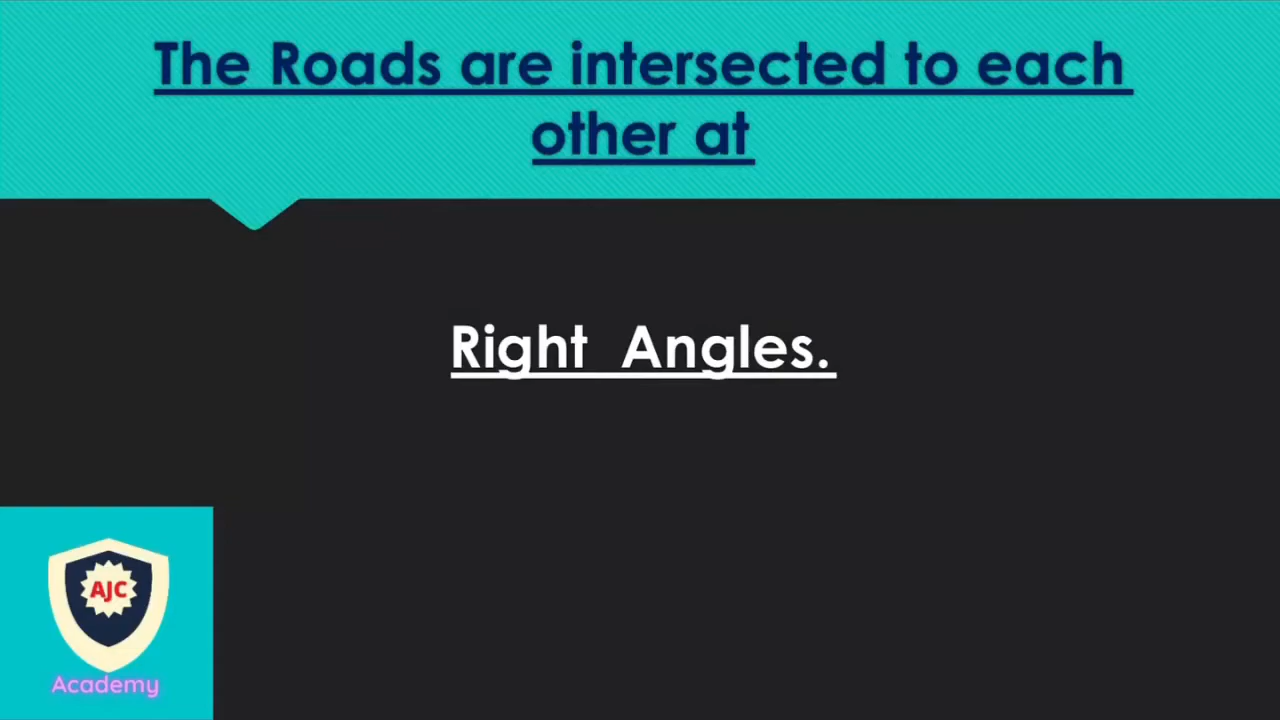 The Roads are intersected to each
other at
Right Angles.
AJC
Academy